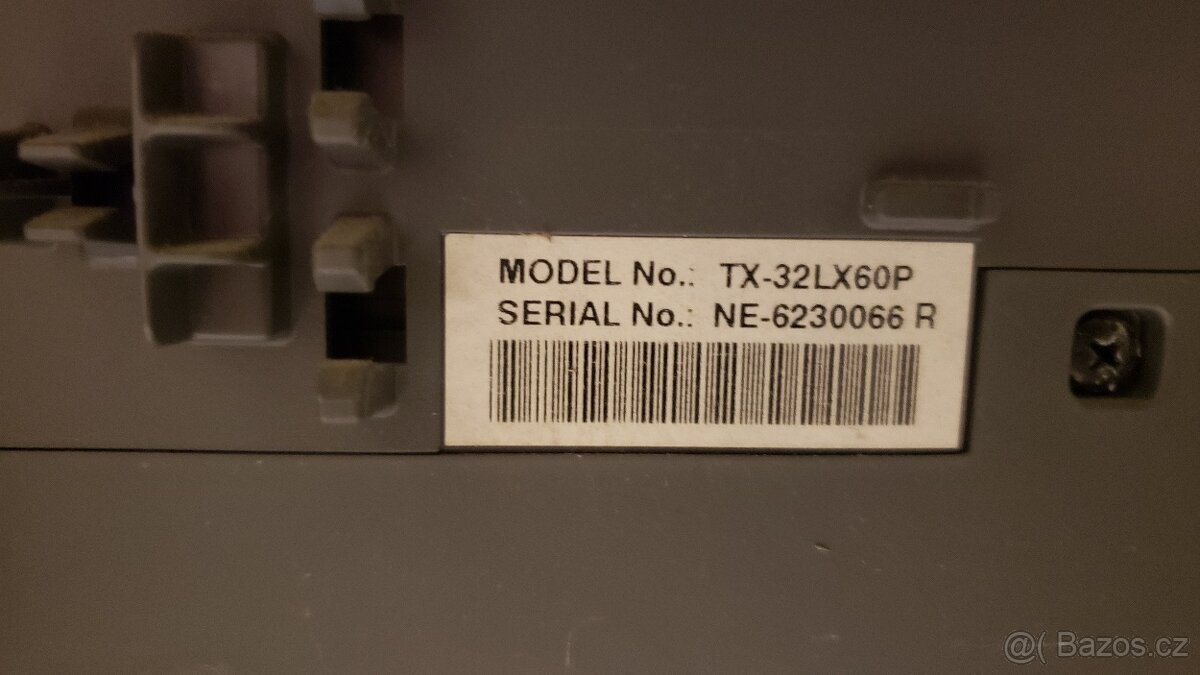 MODEL No.: TX-32LX60P
SERIAL No.: NE-6230066 R
@( Bazos.cz